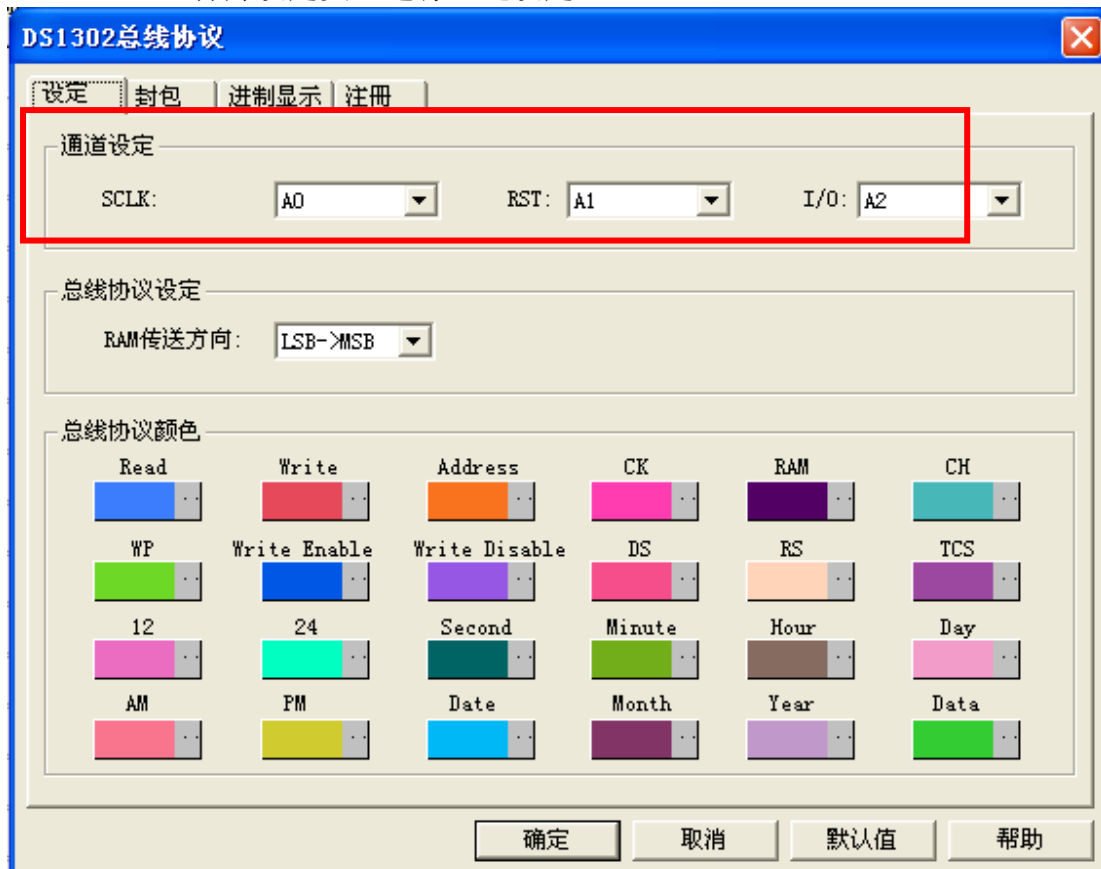 DS1302总线协议
设定 封包 进制显示 注册
通道设定
SCLK: A0 RST: A1 I/O: A2
总线协议设定
RAM传送方向: LSB->MSB
总线协议颜色
Read Write Address CK RAM CH
WP Write Enable Write Disable DS RS TCS
12 24 Second Minute Hour Day
AM PM Date Month Year Data
确定 取消 默认值 帮助